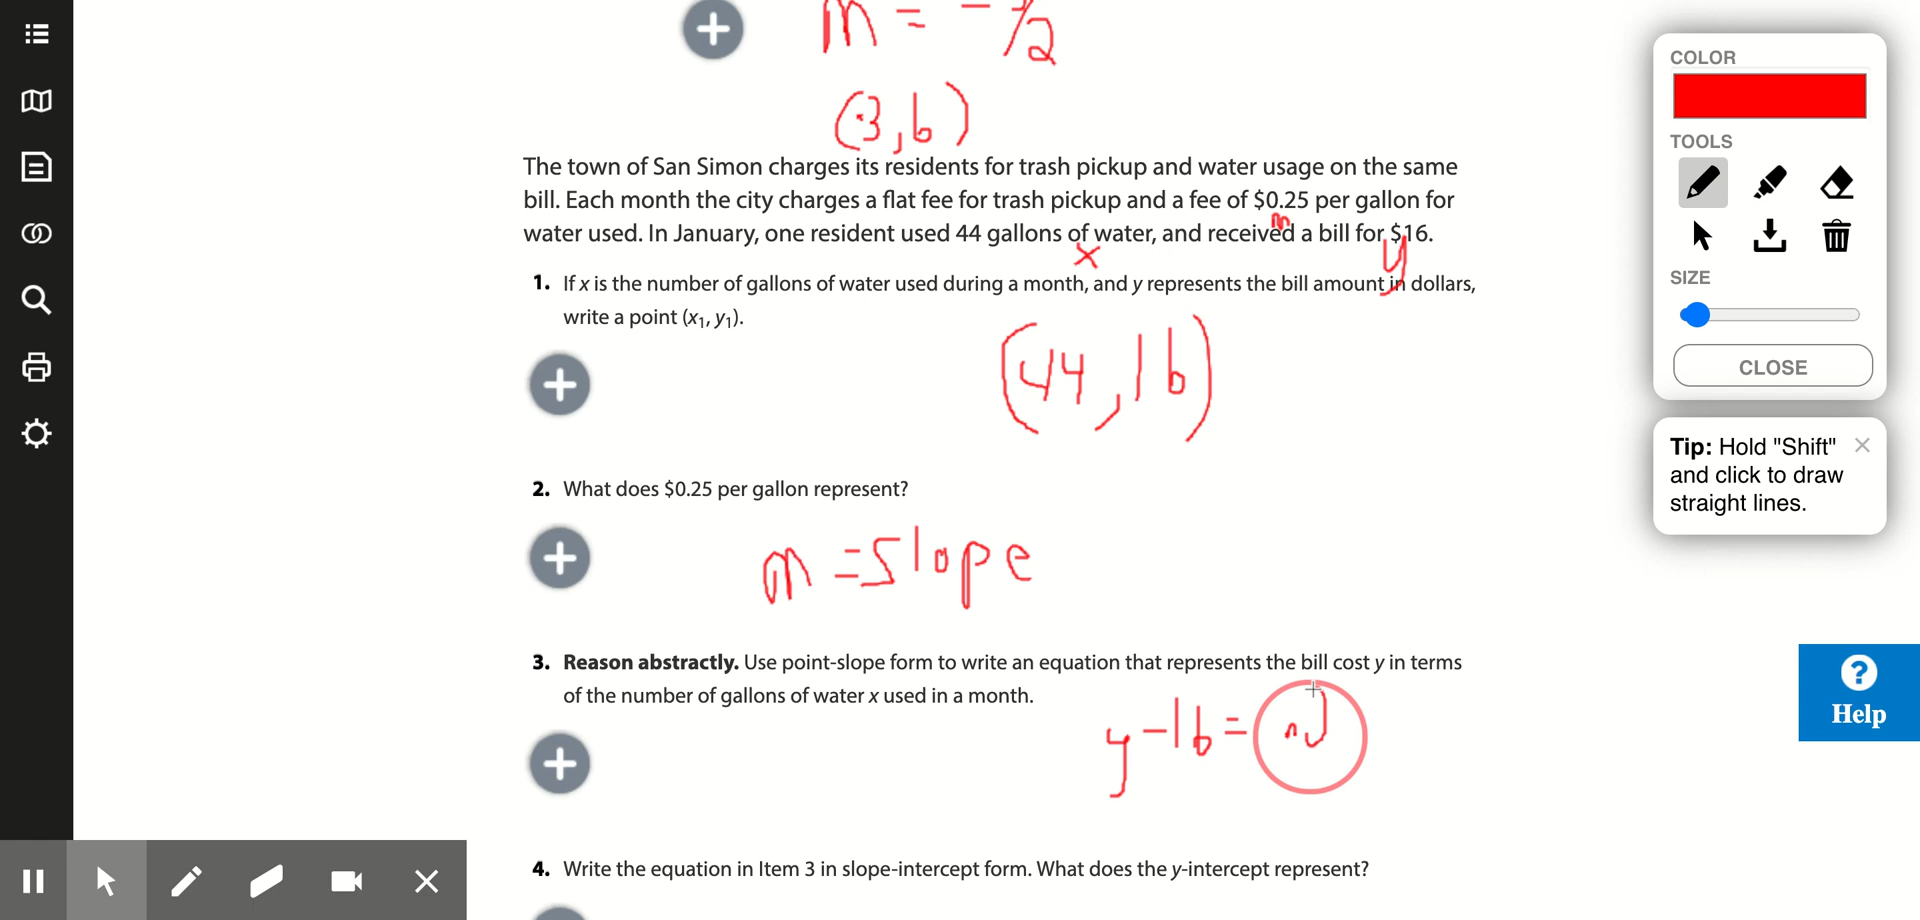 m = - 1/2
(3,6)
The town of San Simon charges its residents for trash pickup and water usage on the same
bill. Each month the city charges a flat fee for trash pickup and a fee of $0.25 per gallon for
m
water used. In January, one resident used 44 gallons of water, and received a bill for $16.
x y
1. If x is the number of gallons of water used during a month, and y represents the bill amount in dollars,
write a point (x₁, y₁).
(44,16)
2. What does $0.25 per gallon represent?
m = slope
3. Reason abstractly. Use point-slope form to write an equation that represents the bill cost y in terms
of the number of gallons of water x used in a month.
y - 16 =
4. Write the equation in Item 3 in slope-intercept form. What does the y-intercept represent?
COLOR
TOOLS
SIZE
CLOSE
Tip: Hold "Shift"
and click to draw
straight lines.
?
Help